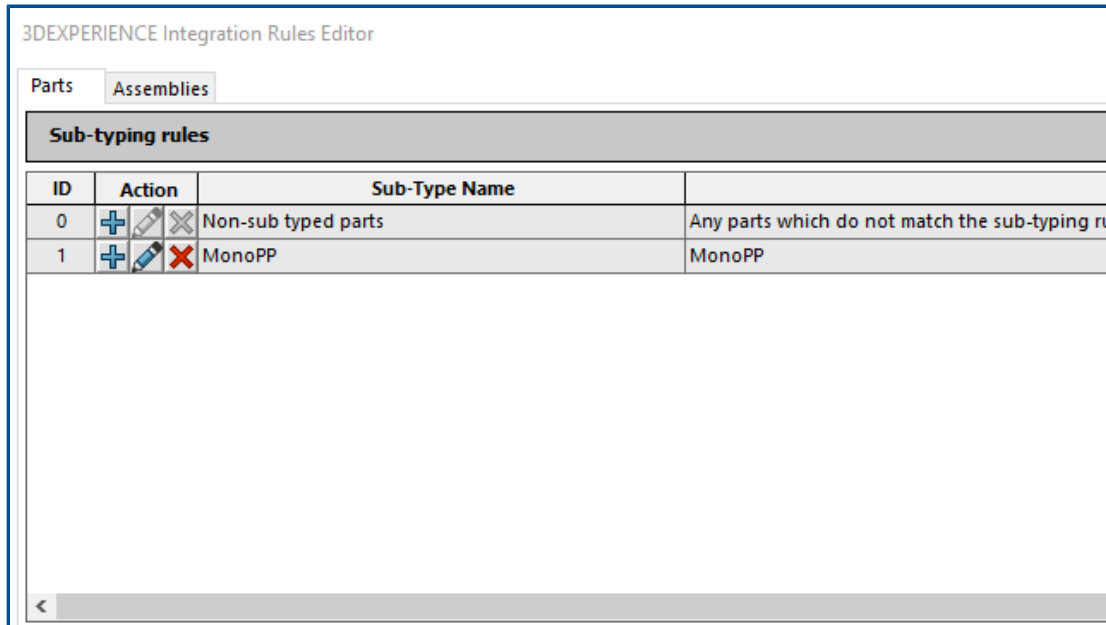 3DEXPERIENCE Integration Rules Editor
Parts Assemblies
Sub-typing rules
ID Action Sub-Type Name
0 Non-sub typed parts Any parts which do not match the sub-typing
1 MonoPP MonoPP